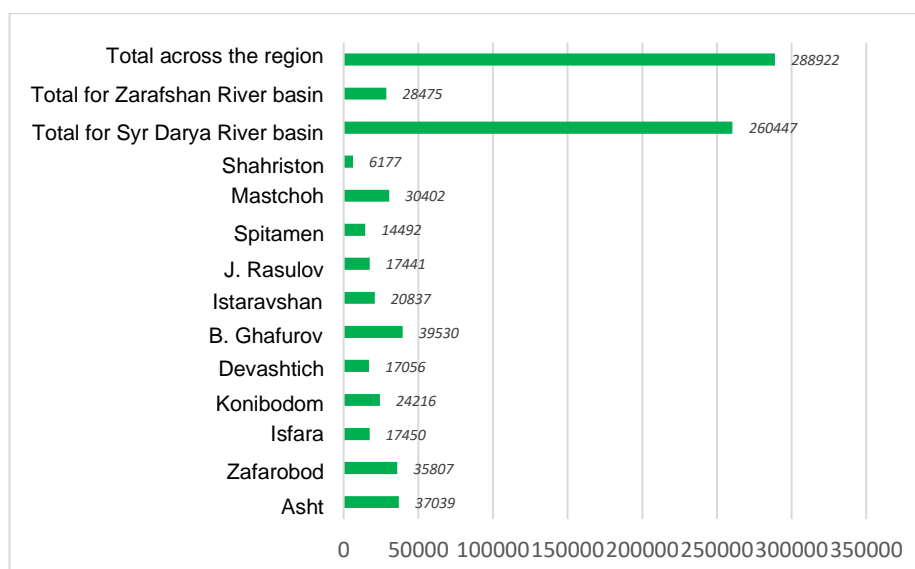 Total across the region 288922
Total for Zarafshan River basin 28475
Total for Syr Darya River basin 260447
Shahriston 6177
Mastchoh 30402
Spitamen 14492
J. Rasulov 17441
Istaravshan 20837
B. Ghafurov 39530
Devashtich 17056
Konibodom 24216
Isfara 17450
Zafarobod 35807
Asht 37039
0 50000 100000 150000 200000 250000 300000 350000